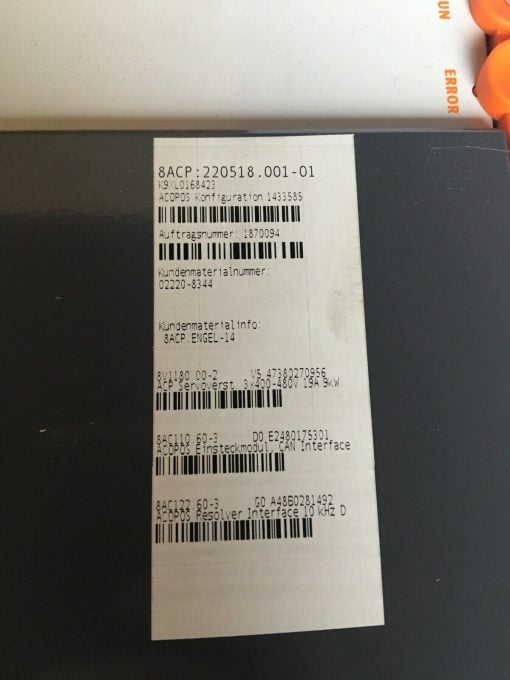 RUN
ERROR
8ACP:220518.001-01
K9XL0168423
ACOPOS Konfiguration 1433585
Auftragsnummer: 1870094
Kundenmaterialnummer:
02220-8344
Kundenmaterialinfo:
8ACP.ENGEL-14
8V1180.00-2 V5 47380270956
ACP Servoverst. 3x400-480V 19A 9kW
8AC110.60-3 D0 E2480175301
ACOPOS Einsteckmodul, CAN Interface
8AC122.60-3 G0 A48B0281492
ACOPOS Resolver Interface 10 kHz D